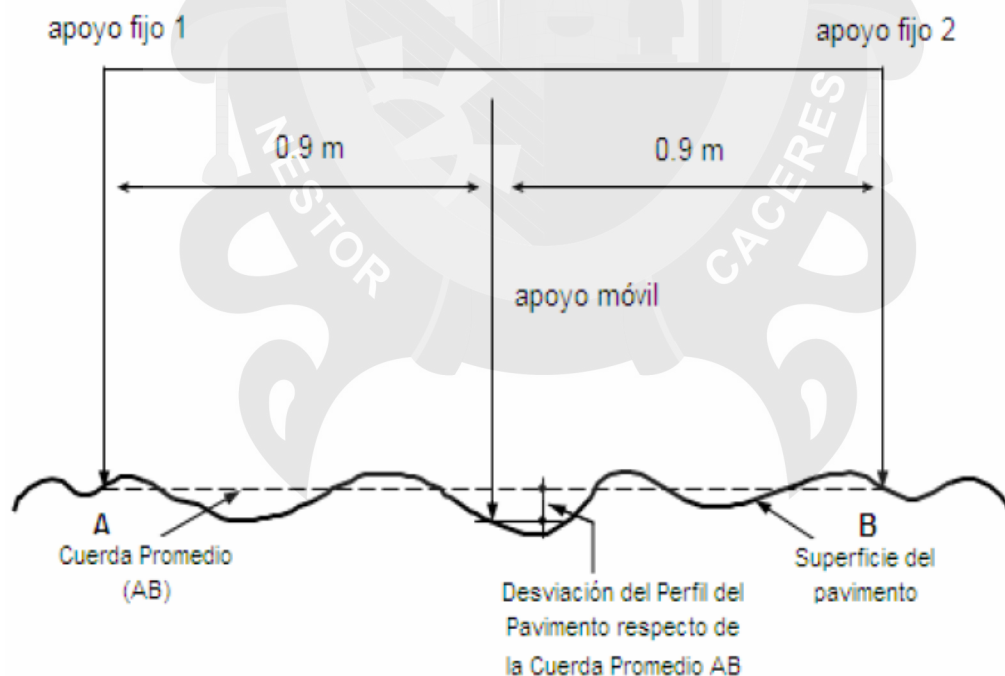 apoyo fijo 1
apoyo fijo 2
NESTOR
CACERES
0.9 m
0.9 m
apoyo móvil
A
B
Cuerda Promedio
(AB)
Superficie del
pavimento
Desviación del Perfil del
Pavimento respecto de
la Cuerda Promedio AB